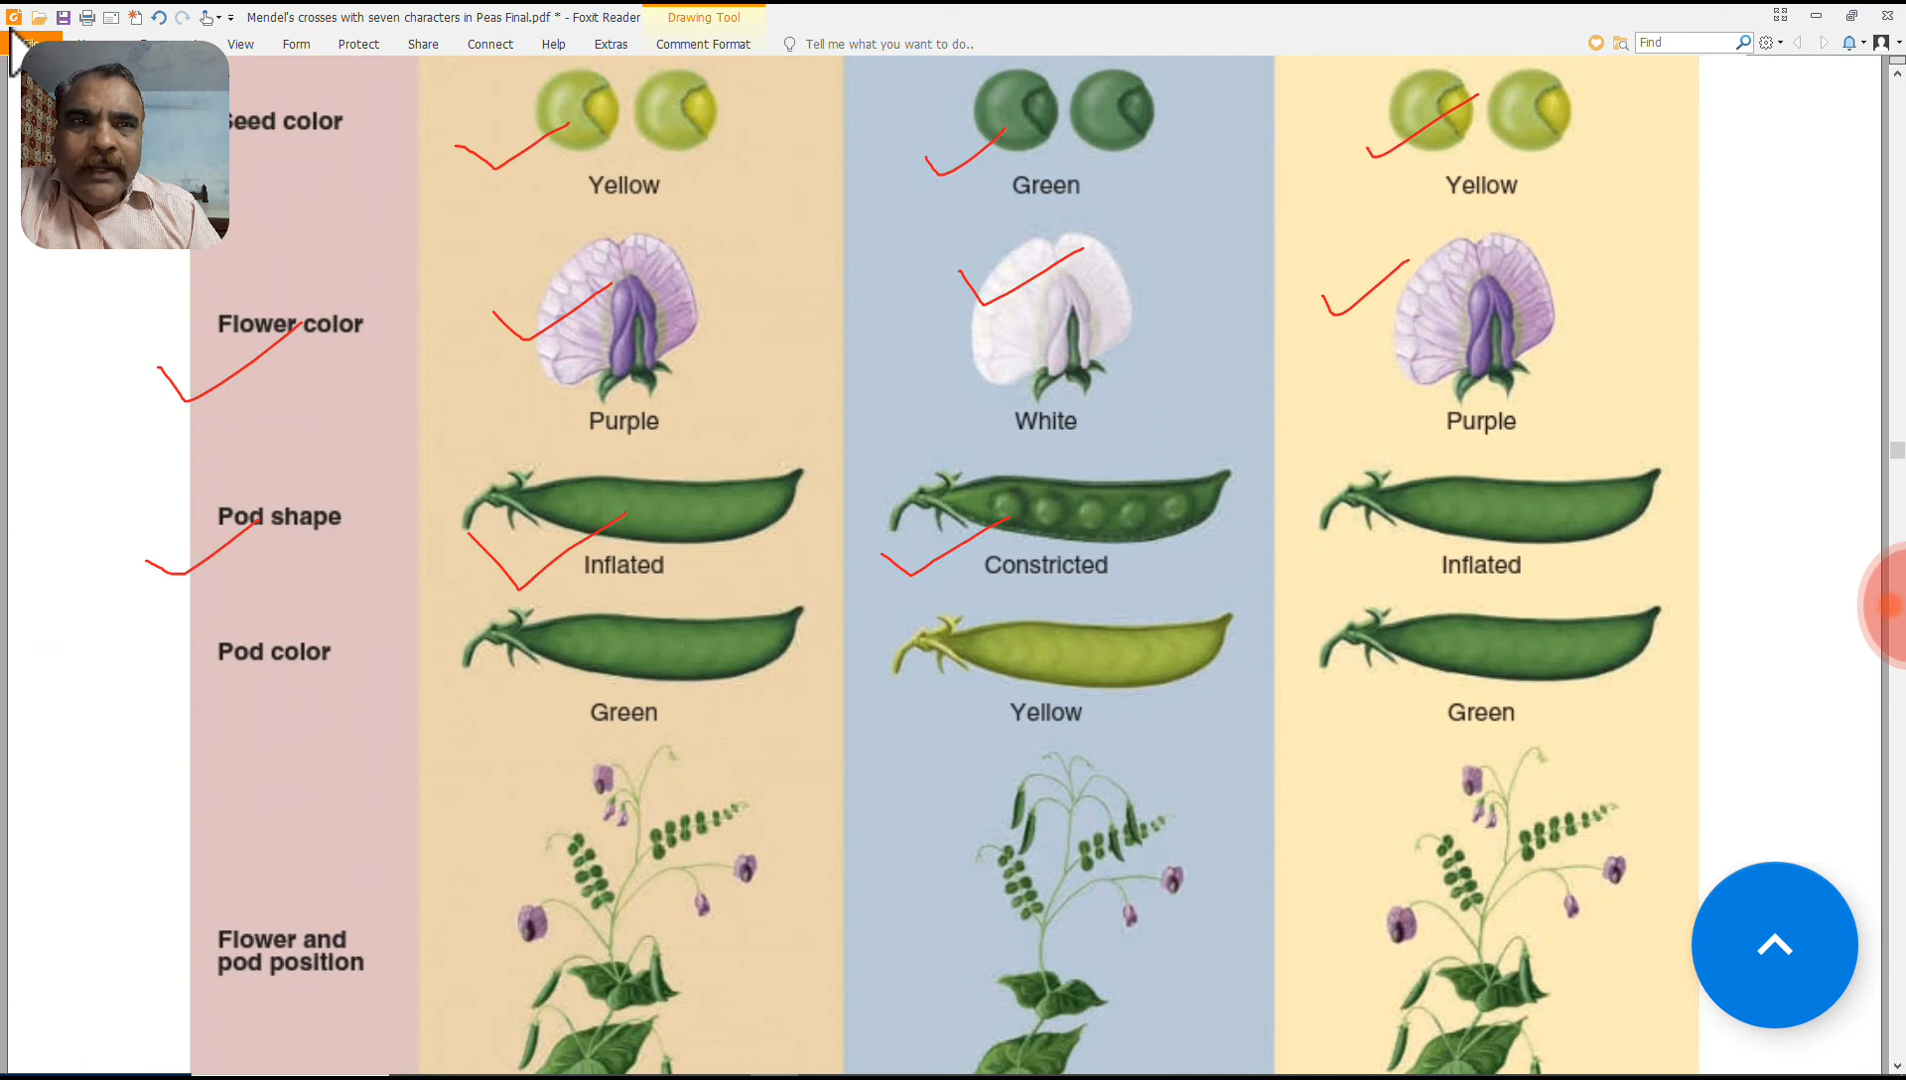 Mendel's crosses with seven characters in Peas Final.pdf * - Foxit Reader
Drawing Tool
View
Form
Protect
Share
Connect
Help
Extras
Comment Format
Tell me what you want to do..
Find
Seed color
Yellow
Green
Yellow
Flower color
Purple
White
Purple
Pod shape
Inflated
Constricted
Inflated
Pod color
Green
Yellow
Green
Flower and
pod position